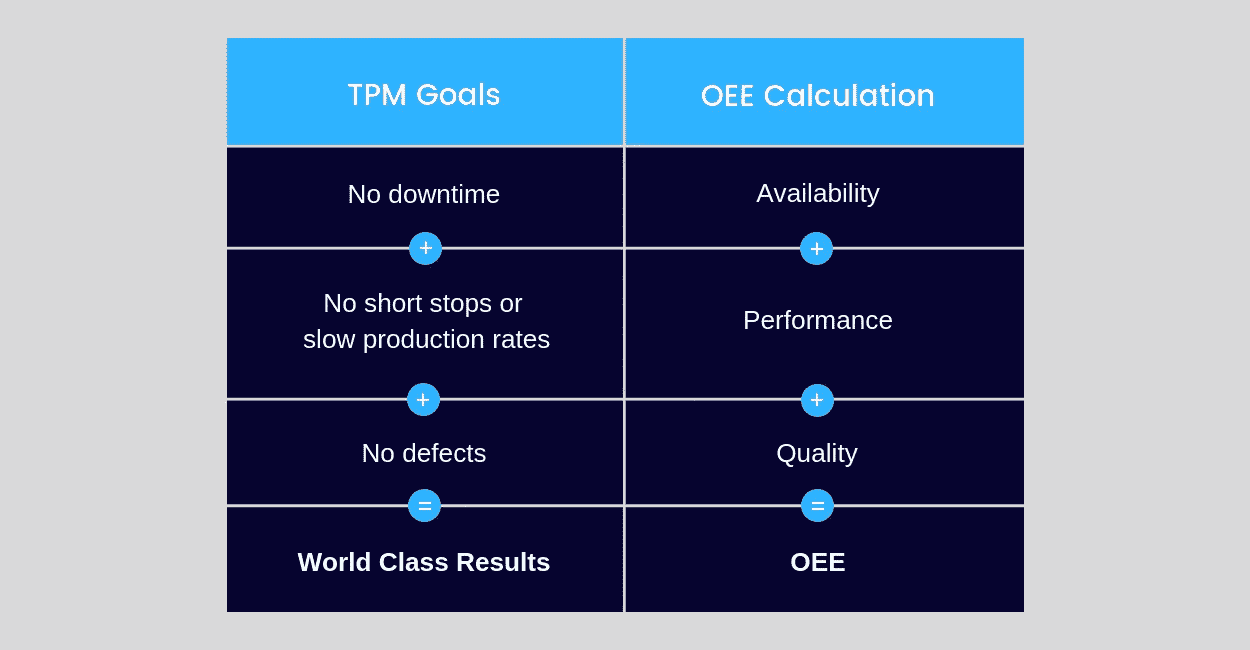 TPM Goals
OEE Calculation
No downtime
Availability
+
+
No short stops or
slow production rates
Performance
+
+
No defects
Quality
=
=
World Class Results
OEE